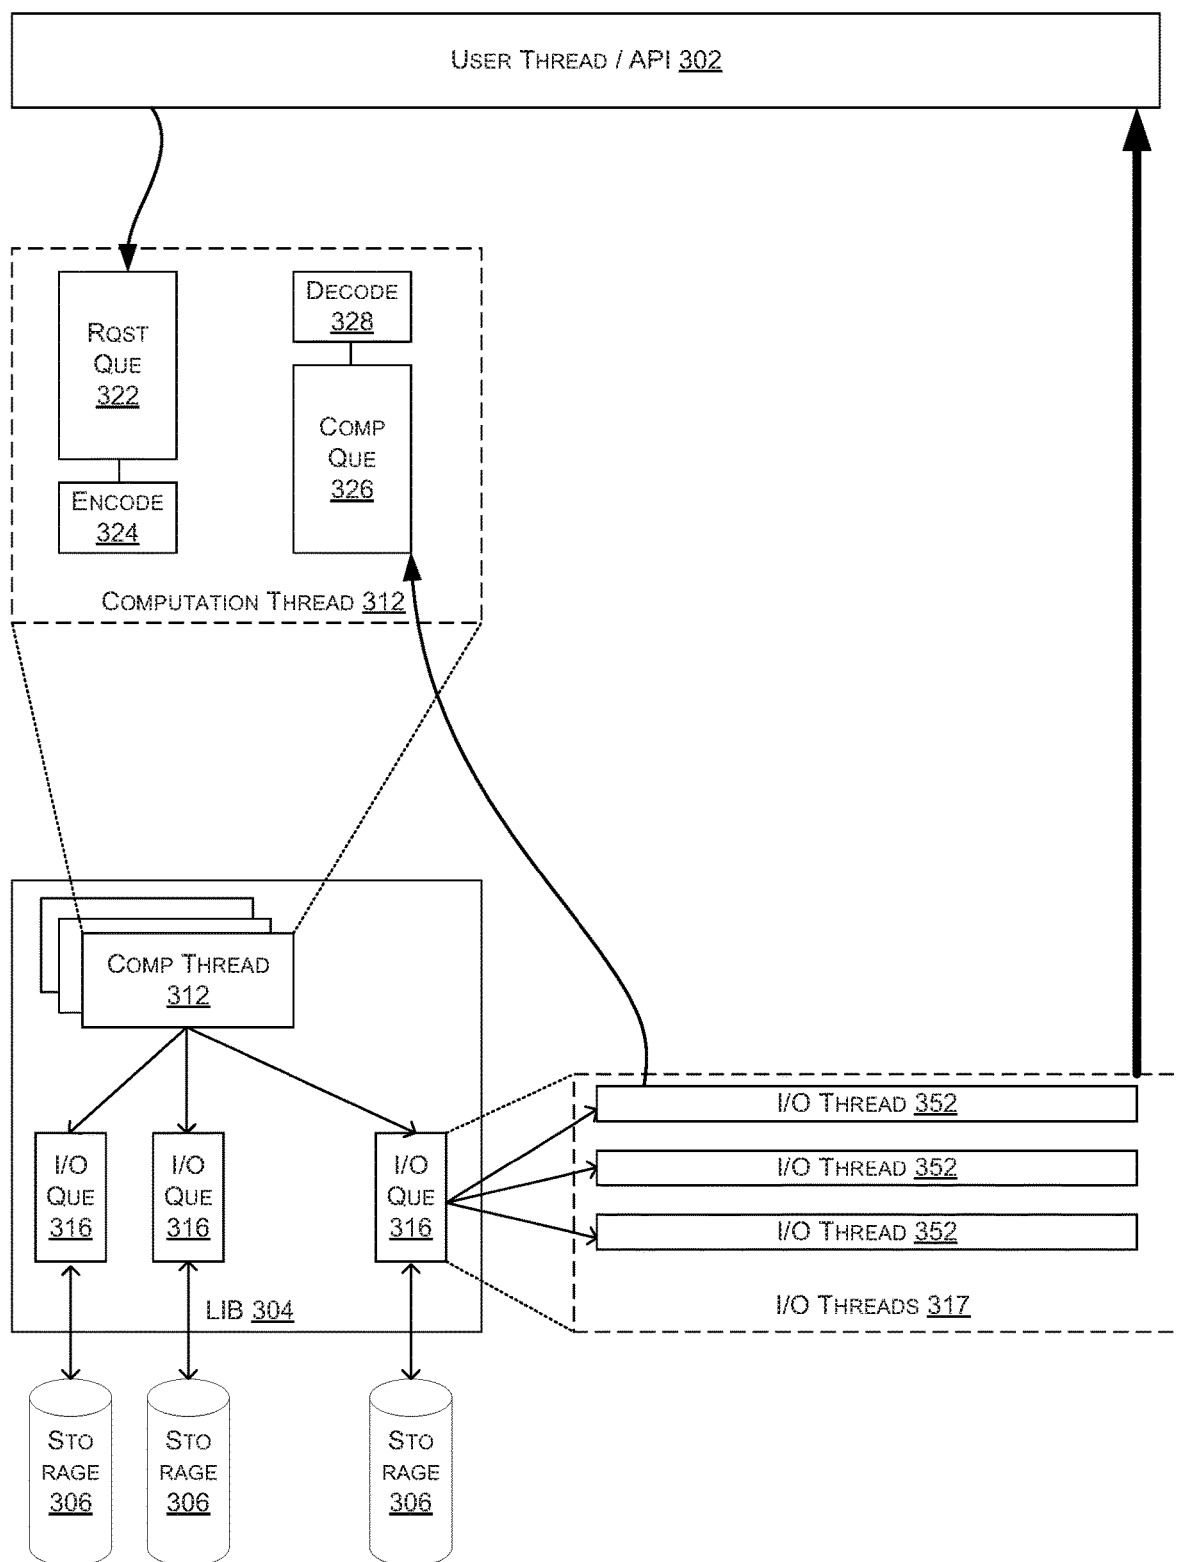 USER THREAD / API 302
RQST
QUE
322
ENCODE
324
DECODE
328
COMP
QUE
326
COMPUTATION THREAD 312
COMP THREAD
312
I/O
QUE
316
I/O
QUE
316
I/O
QUE
316
LIB 304
I/O THREAD 352
I/O THREAD 352
I/O THREAD 352
I/O THREADS 317
STO
RAGE
306
STO
RAGE
306
STO
RAGE
306